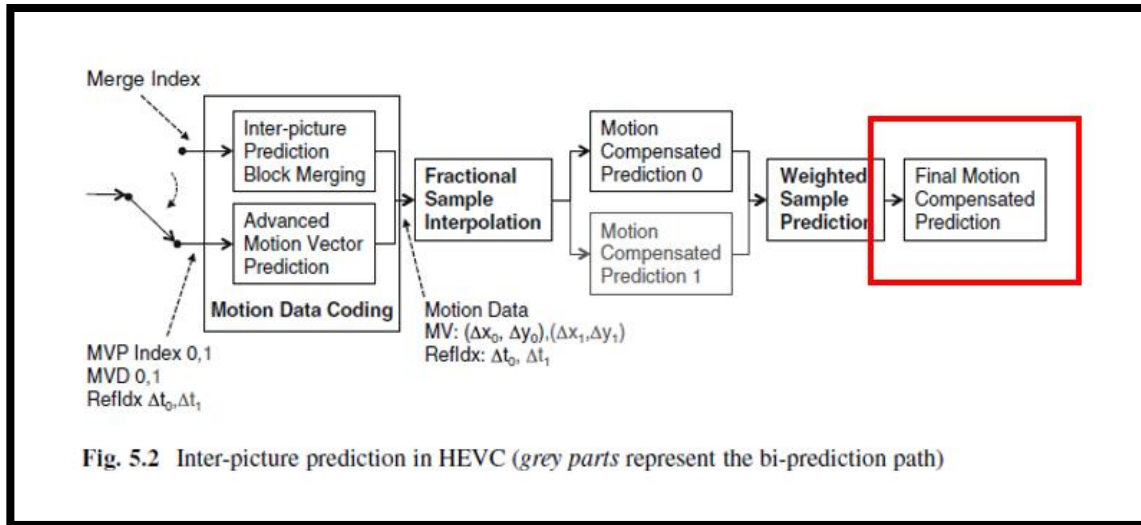 Merge Index
Inter-picture
Prediction
Block Merging
Advanced
Motion Vector
Prediction
Motion Data Coding
MVP Index 0,1
MVD 0,1
RefIdx Δt₀,Δt₁
Motion Data
MV: (Δx₀, Δy₀),(Δx₁,Δy₁)
RefIdx: Δt₀, Δt₁
Fractional
Sample
Interpolation
Motion
Compensated
Prediction 0
Motion
Compensated
Prediction 1
Weighted
Sample
Prediction
Final Motion
Compensated
Prediction
Fig. 5.2 Inter-picture prediction in HEVC (grey parts represent the bi-prediction path)